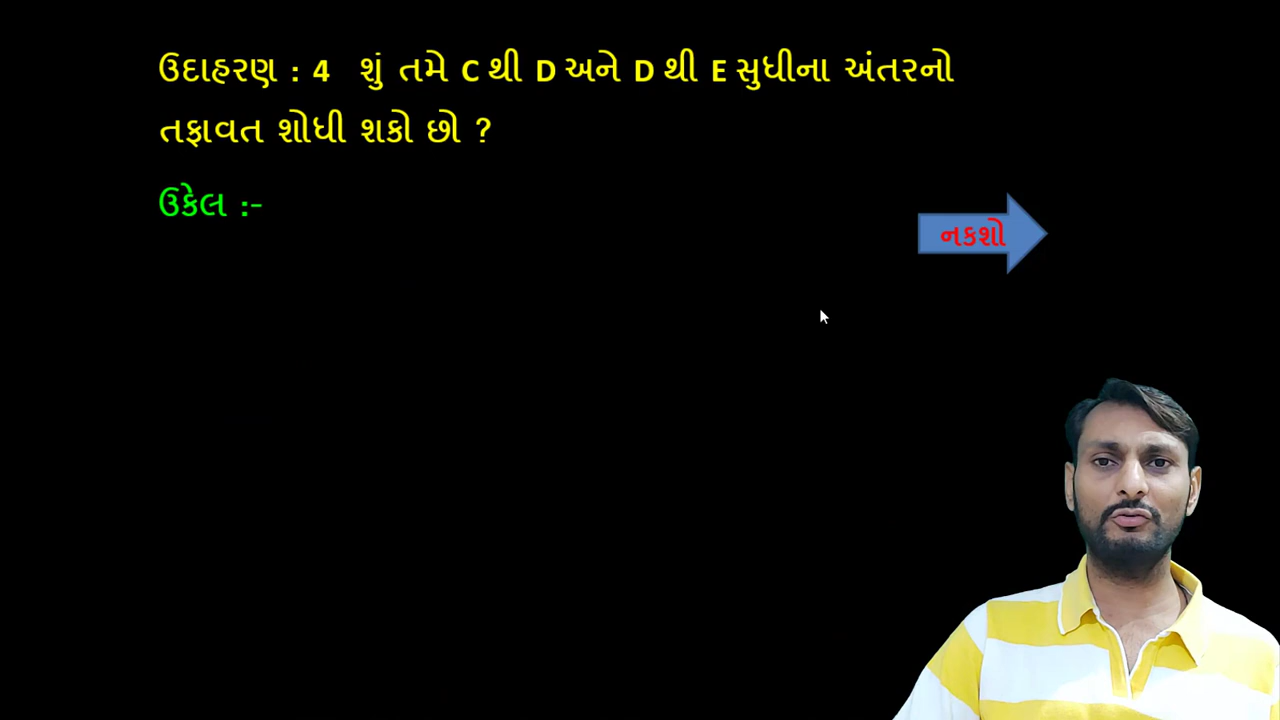 ઉદાહરણ : 4 શું તમે C થી D અને D થી E સુધીના અંતરનો
તફાવત શોધી શકો છો ?
ઉકેલ :-
નકશો